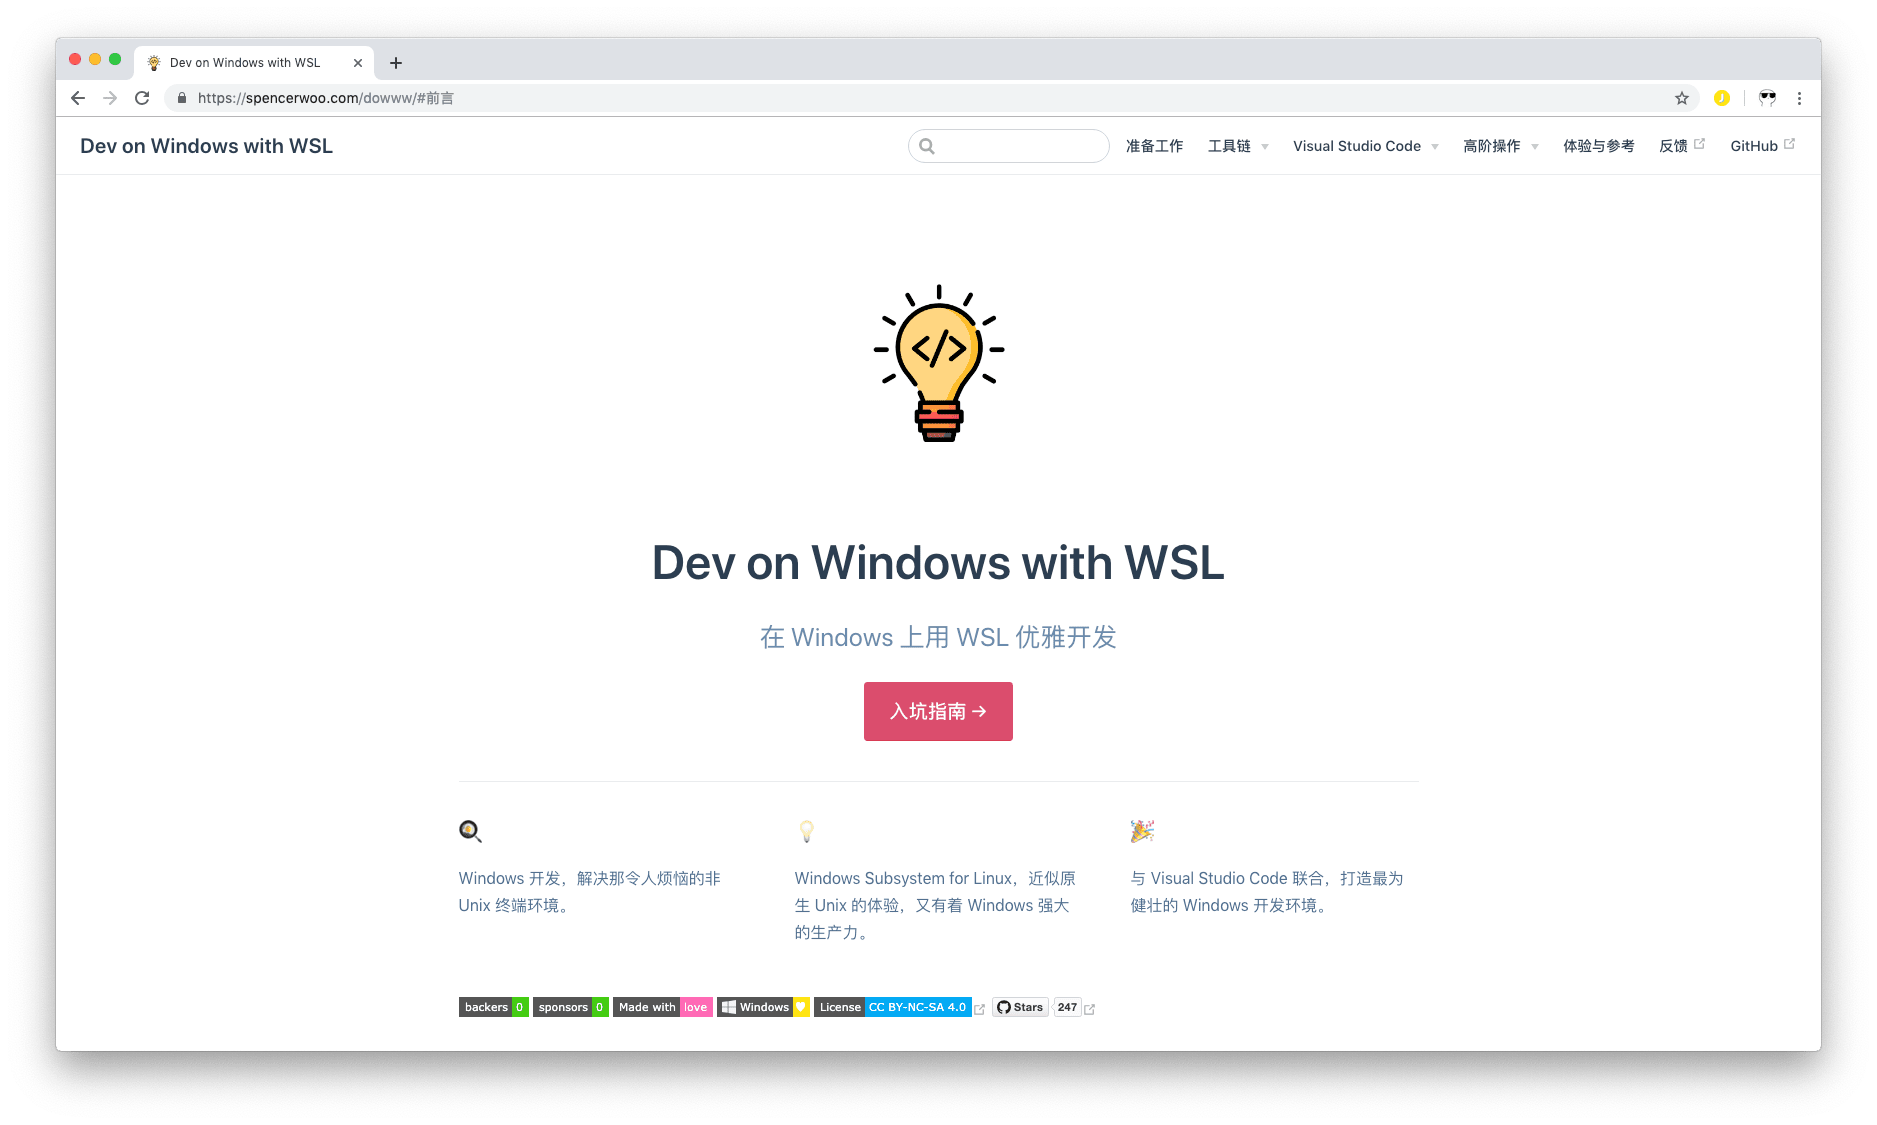 Dev on Windows with WSL
https://spencerwoo.com/dowww/#前言
Dev on Windows with WSL
准备工作 工具链 Visual Studio Code 高阶操作 体验与参考 反馈 GitHub
</>
Dev on Windows with WSL
在 Windows 上用 WSL 优雅开发
入坑指南 →
Windows 开发，解决那令人烦恼的非
Unix 终端环境。
Windows Subsystem for Linux，近似原
生 Unix 的体验，又有着 Windows 强大
的生产力。
与 Visual Studio Code 联合，打造最为
健壮的 Windows 开发环境。
backers 0 sponsors 0 Made with love Windows License CC BY-NC-SA 4.0 Stars 247